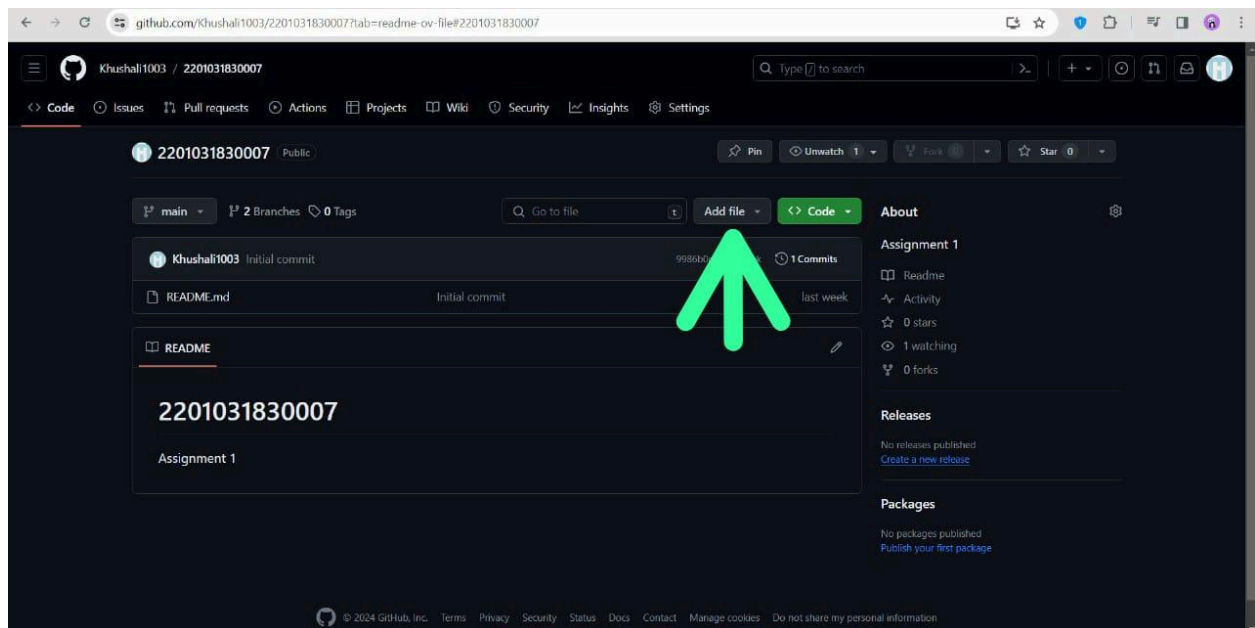 github.com/Khushali1003/2201031830007?tab=readme-ov-file#2201031830007
Khushali1003 / 2201031830007
Type / to search
Code Issues Pull requests Actions Projects Wiki Security Insights Settings
2201031830007 Public
Pin Unwatch 1 Fork 0 Star 0
main 2 Branches 0 Tags Go to file t Add file Code
Khushali1003 Initial commit 1 Commits
README.md Initial commit last week
README
2201031830007
Assignment 1
About
Assignment 1
Readme
Activity
0 stars
1 watching
0 forks
Releases
No releases published
Create a new release
Packages
No packages published
Publish your first package
© 2024 GitHub, Inc. Terms Privacy Security Status Docs Contact Manage cookies Do not share my personal information